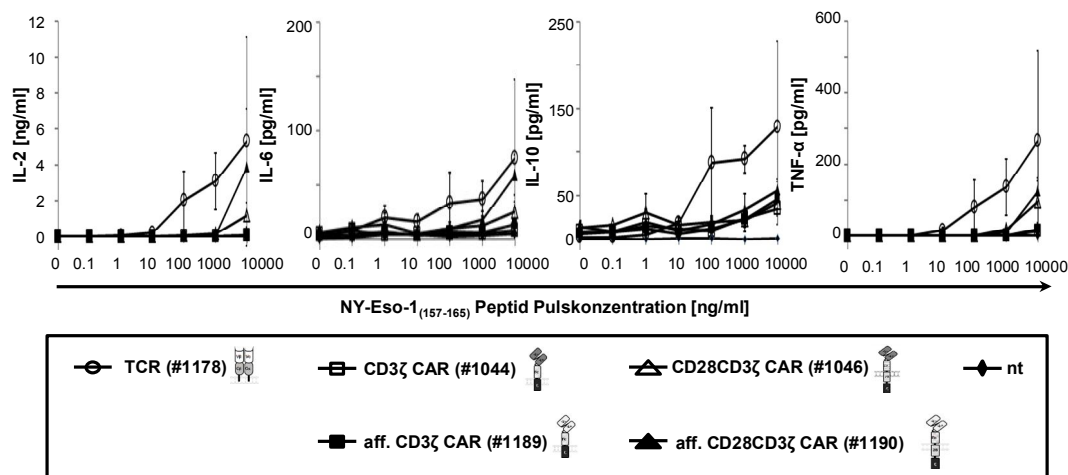 12
10
8
6
4
2
0
IL-2 [ng/ml]
0 0.1 1 10 100 1000 10000
200
100
0
IL-6 [pg/ml]
0 0.1 1 10 100 1000 10000
250
200
150
100
50
0
IL-10 [pg/ml]
0 0.1 1 10 100 1000 10000
600
400
200
0
TNF-α [pg/ml]
0 0.1 1 10 100 1000 10000
NY-Eso-1(157-165) Peptid Pulskonzentration [ng/ml]
TCR (#1178) CD3ζ CAR (#1044) CD28CD3ζ CAR (#1046) nt
aff. CD3ζ CAR (#1189) aff. CD28CD3ζ CAR (#1190)